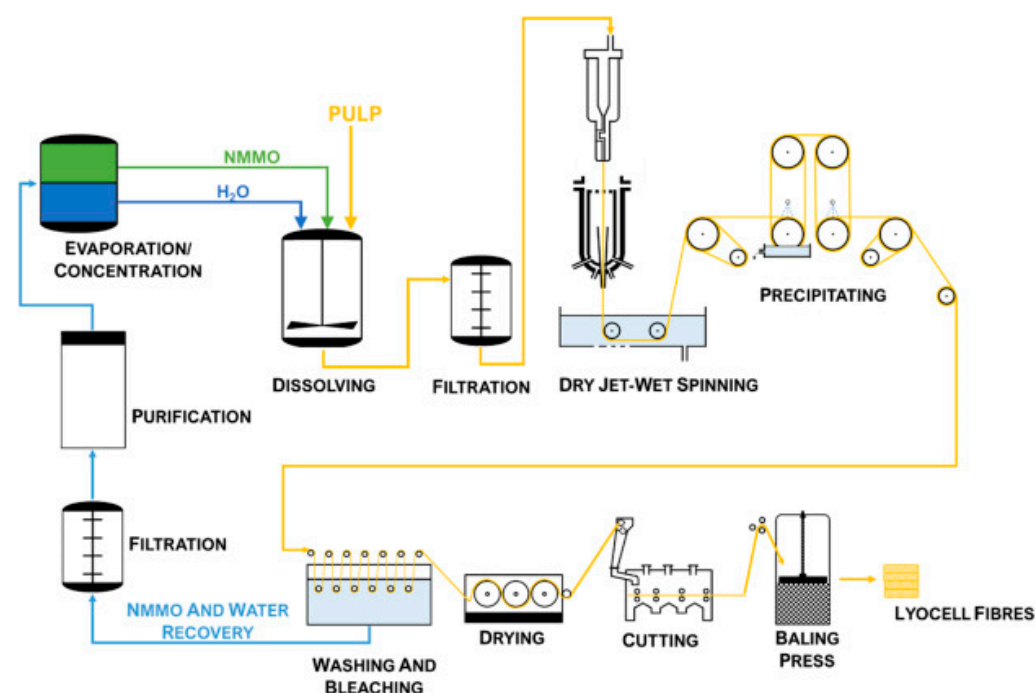 PULP
NMMO
H₂O
EVAPORATION/
CONCENTRATION
DISSOLVING
FILTRATION
DRY JET-WET SPINNING
PRECIPITATING
PURIFICATION
FILTRATION
NMMO AND WATER
RECOVERY
WASHING AND
BLEACHING
DRYING
CUTTING
BALING
PRESS
LYOCELL FIBRES